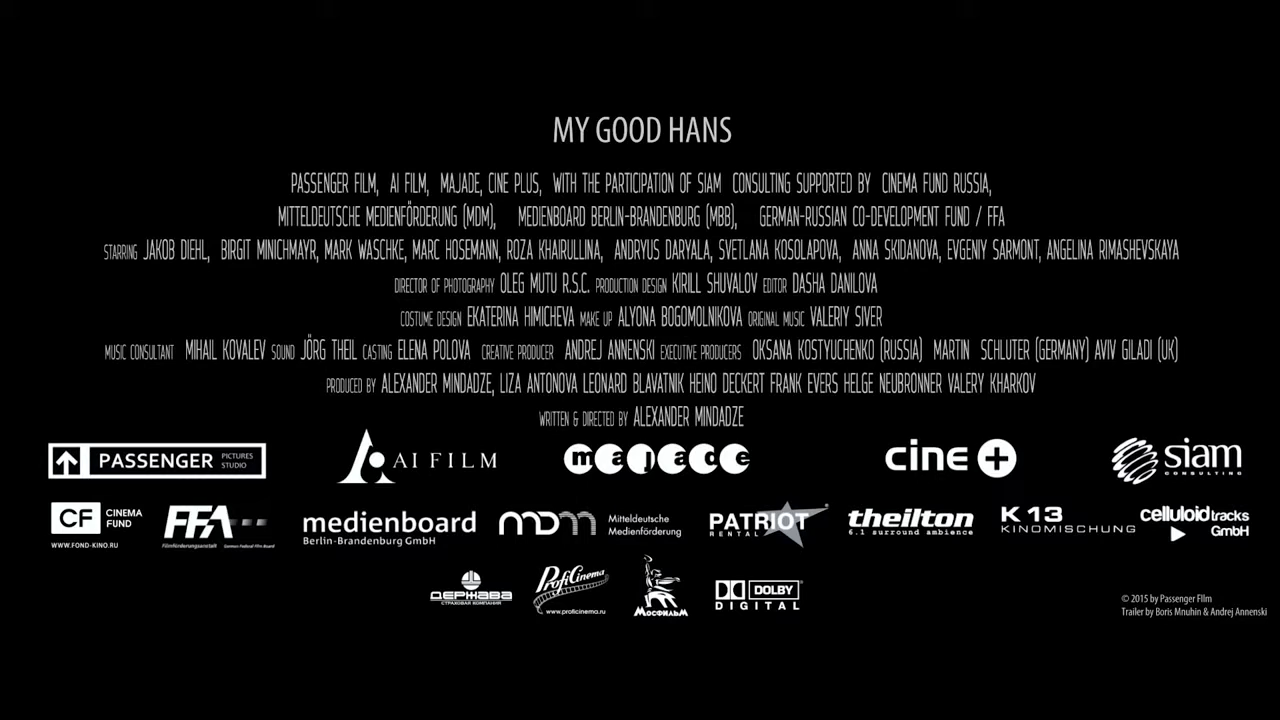 MY GOOD HANS
PASSENGER FILM, AI FILM, MAJADE, CINE PLUS, WITH THE PARTICIPATION OF SIAM CONSULTING SUPPORTED BY CINEMA FUND RUSSIA,
MITTELDEUTSCHE MEDIENFÖRDERUNG (MDM), MEDIENBOARD BERLIN-BRANDENBURG (MBB), GERMAN-RUSSIAN CO-DEVELOPMENT FUND / FFA
STARRING JAKOB DIEHL, BIRGIT MINICHMAYR, MARK WASCHKE, MARC HOSEMANN, ROZA KHAIRULLINA, ANDRYUS DARYALA, SVETLANA KOSOLAPOVA, ANNA SKIDANOVA, EVGENIY SARMONT, ANGELINA RIMASHEVSKAYA
DIRECTOR OF PHOTOGRAPHY OLEG MUTU R.S.C. PRODUCTION DESIGN KIRILL SHUVALOV EDITOR DASHA DANILOVA
COSTUME DESIGN EKATERINA HIMICHEVA MAKE UP ALYONA BOGOMOLNIKOVA ORIGINAL MUSIC VALERIY SIVER
MUSIC CONSULTANT MIHAIL KOVALEV SOUND JÖRG THEIL CASTING ELENA POLOVA CREATIVE PRODUCER ANDREJ ANNENSKI EXECUTIVE PRODUCERS OKSANA KOSTYUCHENKO (RUSSIA) MARTIN SCHLUTER (GERMANY) AVIV GILADI (UK)
PRODUCED BY ALEXANDER MINDADZE, LIZA ANTONOVA LEONARD BLAVATNIK HEINO DECKERT FRANK EVERS HELGE NEUBRONNER VALERY KHARKOV
WRITTEN & DIRECTED BY ALEXANDER MINDADZE
PASSENGER PICTURES STUDIO
AI FILM
majade
cine +
siam CONSULTING
CF CINEMA FUND
WWW.FOND-KINO.RU
FFA
Filmförderungsanstalt German Federal Film Board
medienboard
Berlin-Brandenburg GmbH
mdm Mitteldeutsche Medienförderung
PATRIOT
RENTAL
theilton
6.1 surround ambience
K 13
KINOMISCHUNG
celluloid tracks
GmbH
ДЕРЖАВА
СТРАХОВАЯ КОМПАНИЯ
ProfiCinema
www.proficinema.ru
МОСФИЛЬМ
DOLBY
DIGITAL
© 2015 by Passenger FIlm
Trailer by Boris Mnuhin & Andrej Annenski